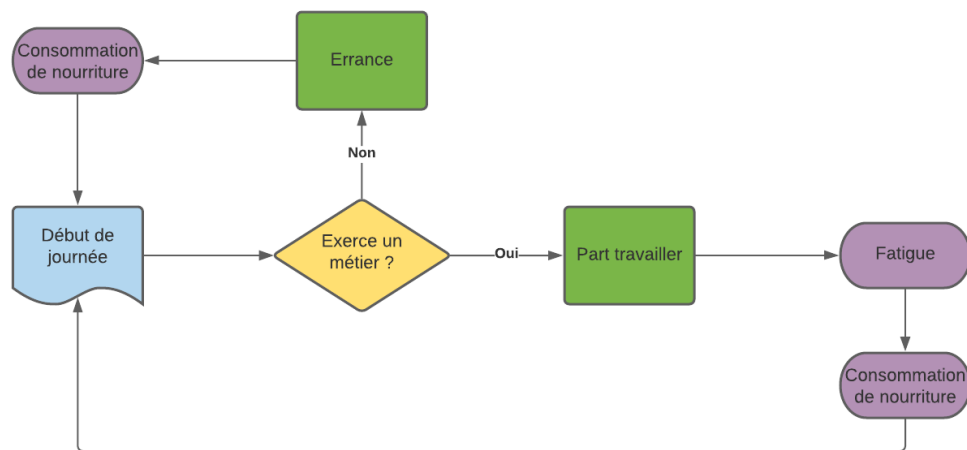 Consommation
de nourriture
Errance
Non
Début de
journée
Exerce un
métier ?
Oui
Part travailler
Fatigue
Consommation
de nourriture